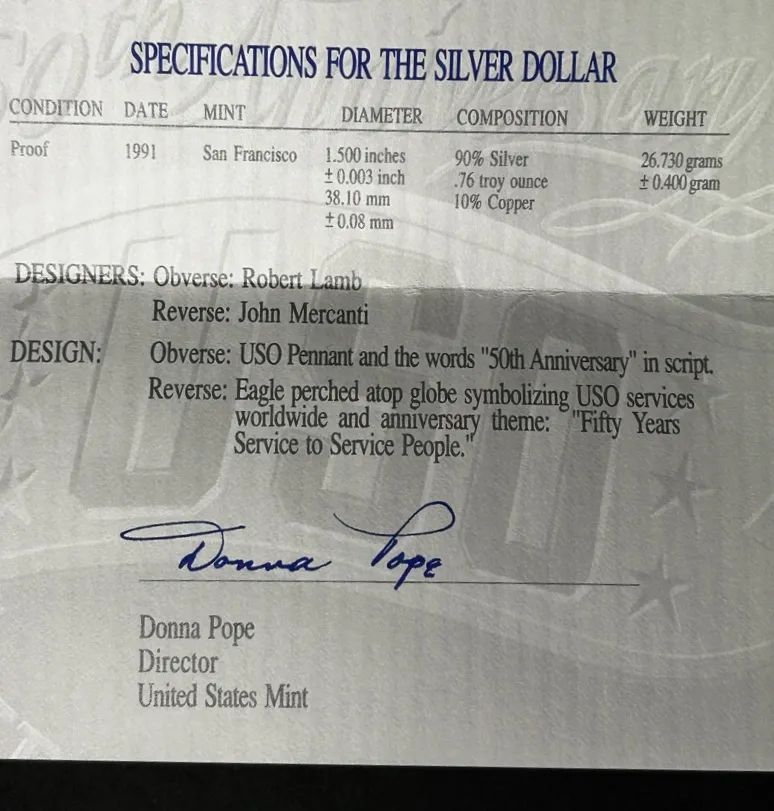 50th Anniversary
SPECIFICATIONS FOR THE SILVER DOLLAR
CONDITION DATE MINT DIAMETER COMPOSITION WEIGHT
Proof 1991 San Francisco 1.500 inches 90% Silver 26.730 grams
± 0.003 inch .76 troy ounce ± 0.400 gram
38.10 mm 10% Copper
± 0.08 mm
DESIGNERS: Obverse: Robert Lamb
Reverse: John Mercanti
DESIGN: Obverse: USO Pennant and the words "50th Anniversary" in script.
Reverse: Eagle perched atop globe symbolizing USO services
worldwide and anniversary theme: "Fifty Years
Service to Service People."
USO
Donna Pope
Donna Pope
Director
United States Mint